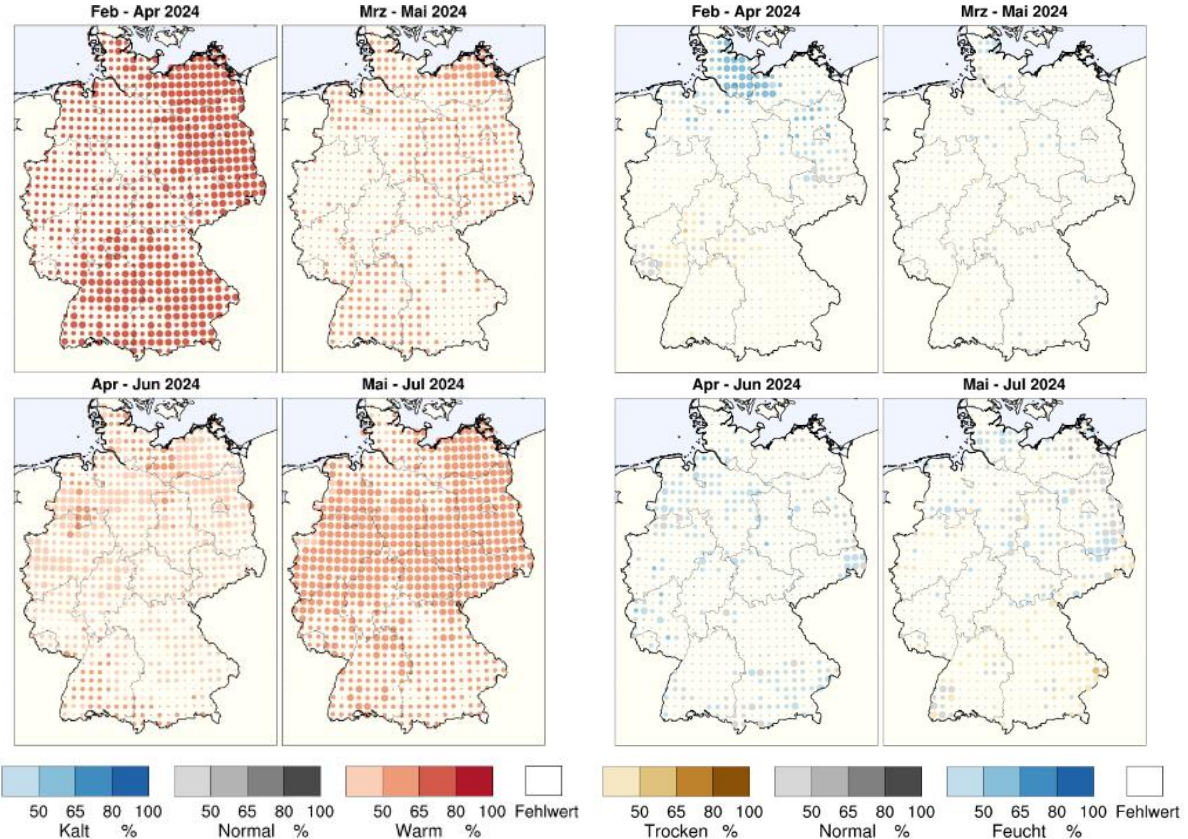 Feb - Apr 2024
Mrz - Mai 2024
Feb - Apr 2024
Mrz - Mai 2024
Apr - Jun 2024
Mai - Jul 2024
Apr - Jun 2024
Mai - Jul 2024
50 65 80 100
Kalt %
50 65 80 100
Normal %
50 65 80 100
Warm %
Fehlwert
50 65 80 100
Trocken %
50 65 80 100
Normal %
50 65 80 100
Feucht %
Fehlwert